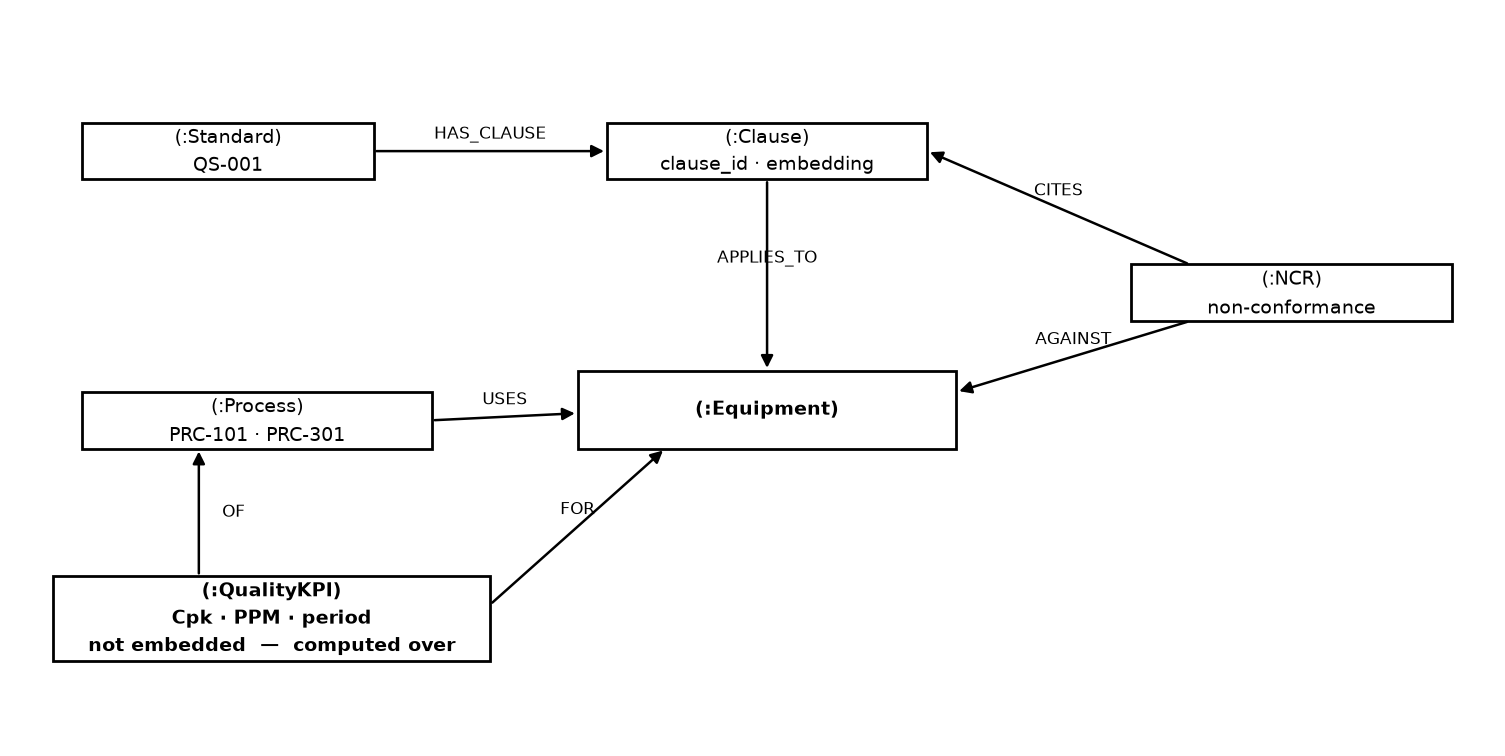 (:Standard)
QS-001
HAS_CLAUSE
(:Clause)
clause_id · embedding
CITES
APPLIES_TO
(:NCR)
non-conformance
AGAINST
(:Process)
PRC-101 · PRC-301
USES
(:Equipment)
OF
FOR
(:QualityKPI)
Cpk · PPM · period
not embedded — computed over